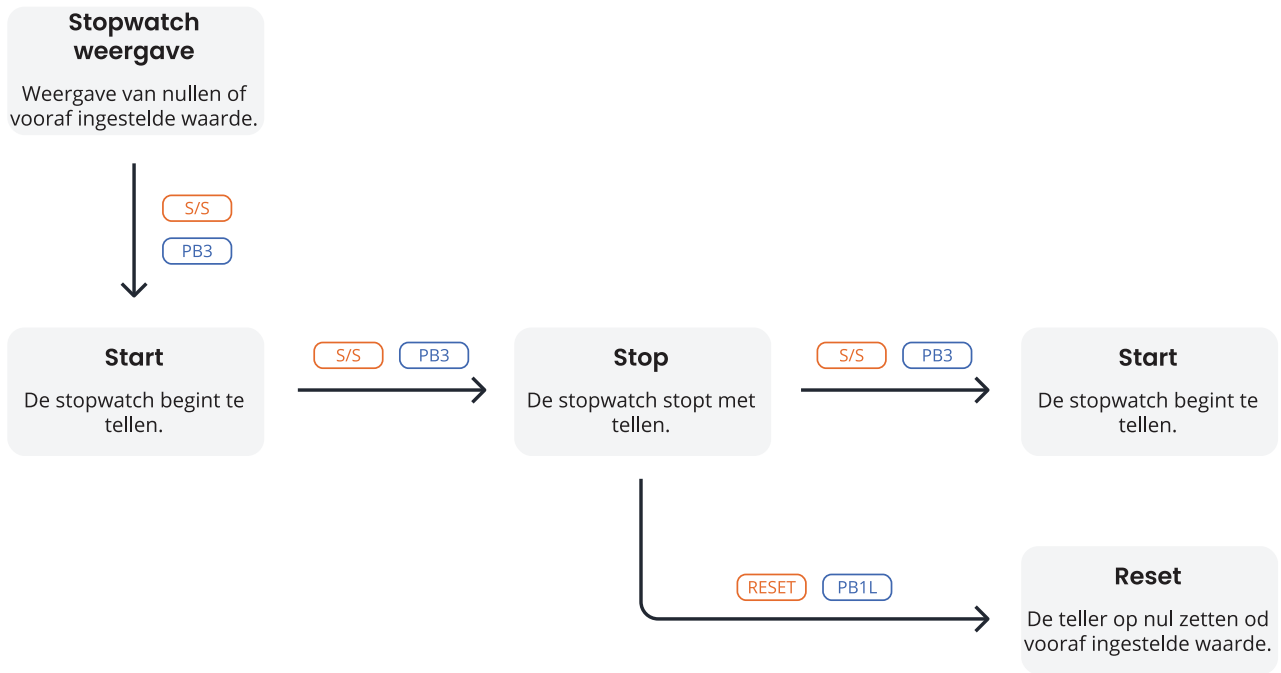 Stopwatch
weergave
Weergave van nullen of
vooraf ingestelde waarde.
S/S
PB3
Start
De stopwatch begint te
tellen.
S/S PB3
Stop
De stopwatch stopt met
tellen.
S/S PB3
Start
De stopwatch begint te
tellen.
RESET PB1L
Reset
De teller op nul zetten od
vooraf ingestelde waarde.